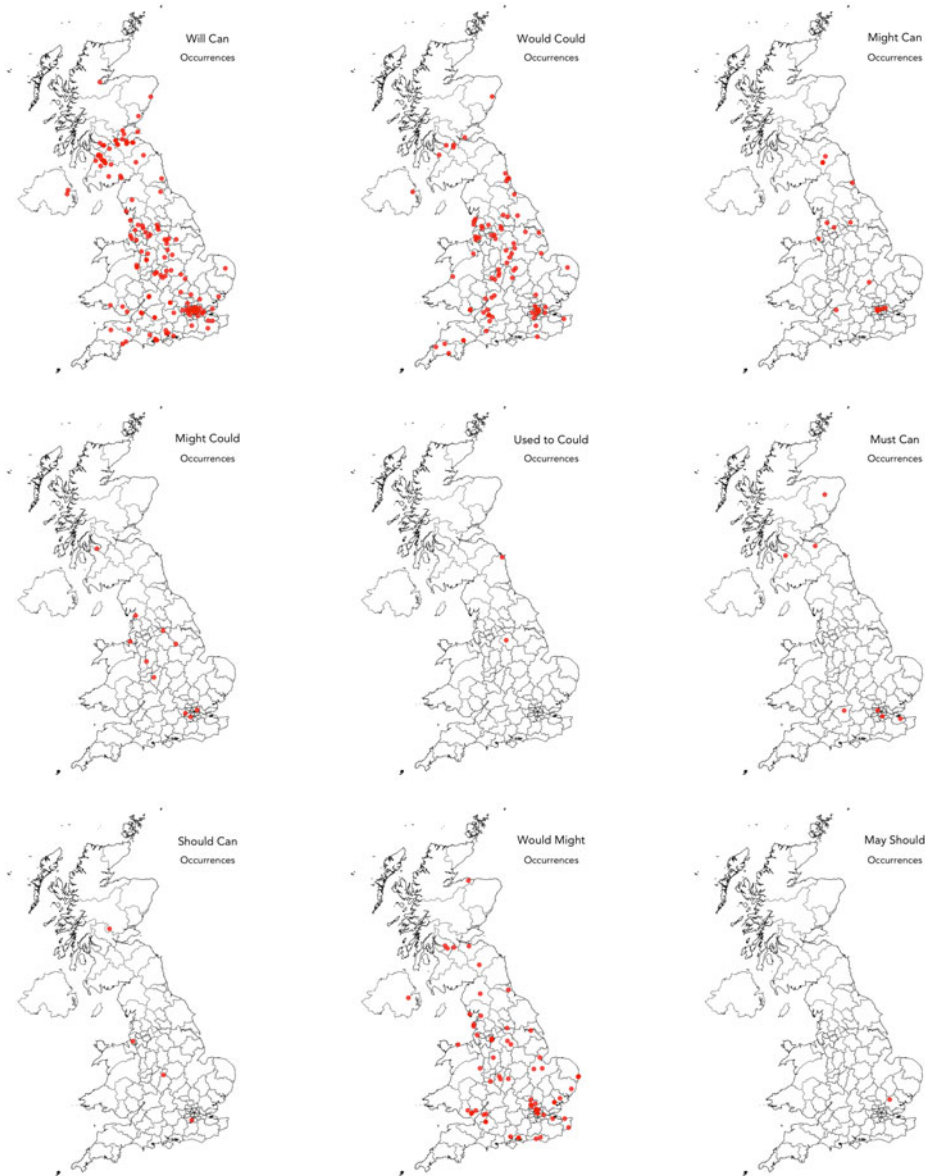 Will Can
Occurrences
Would Could
Occurrences
Might Can
Occurrences
Might Could
Occurrences
Used to Could
Occurrences
Must Can
Occurrences
Should Can
Occurrences
Would Might
Occurrences
May Should
Occurrences